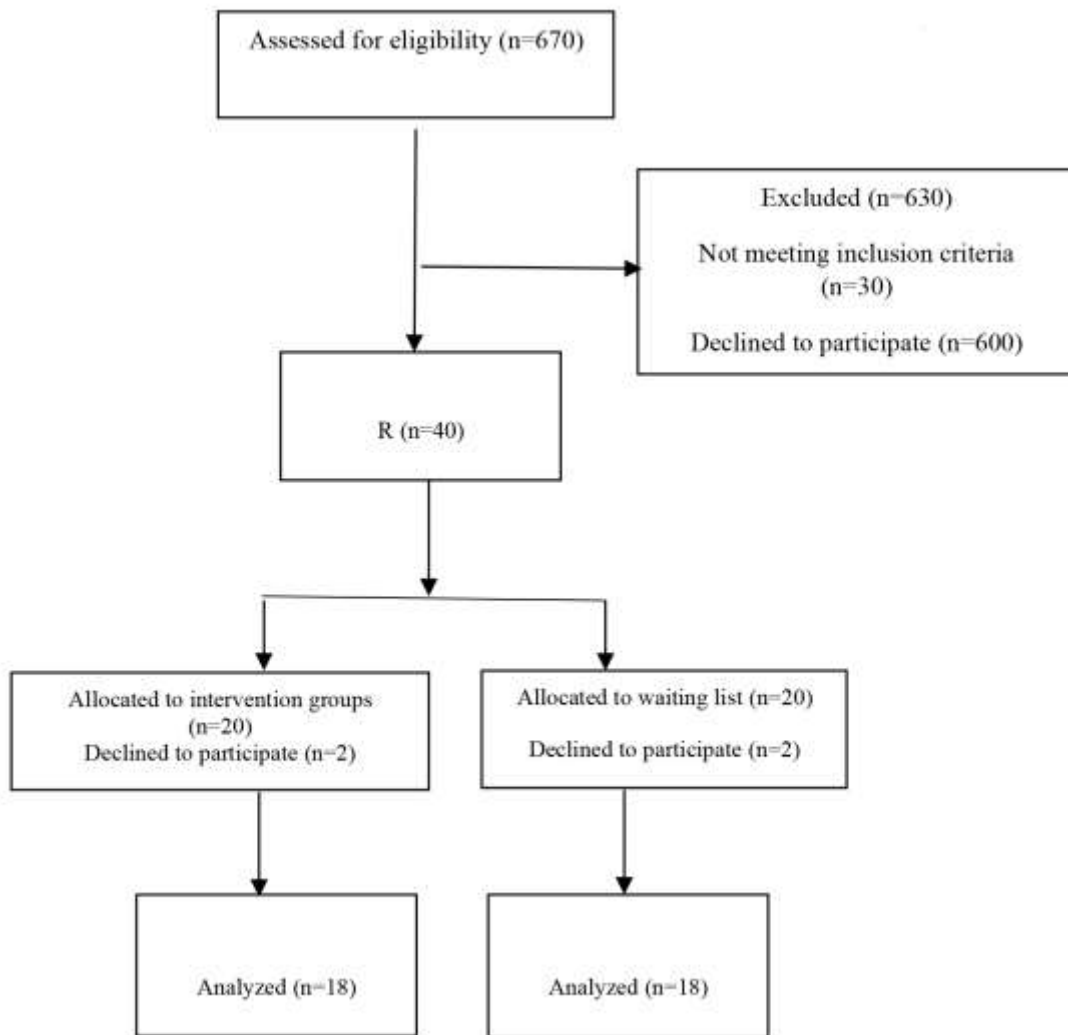 Assessed for eligibility (n=670)
Excluded (n=630)
Not meeting inclusion criteria
(n=30)
Declined to participate (n=600)
R (n=40)
Allocated to intervention groups
(n=20)
Declined to participate (n=2)
Allocated to waiting list (n=20)
Declined to participate (n=2)
Analyzed (n=18)
Analyzed (n=18)